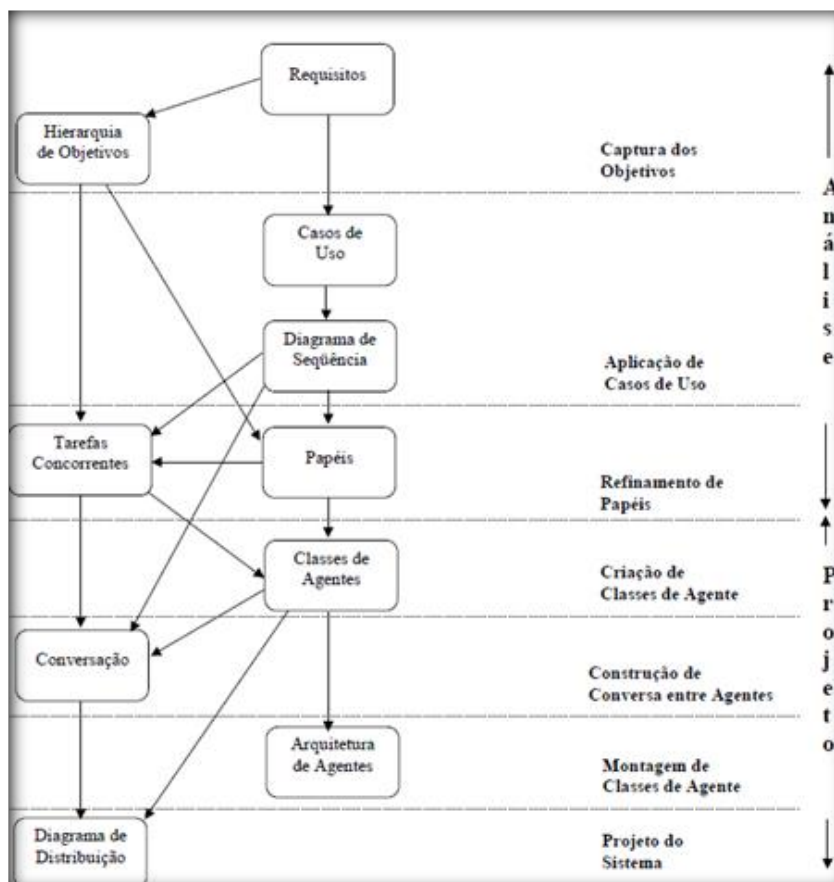 Requisitos
Hierarquia
de Objetivos
Captura dos
Objetivos
Casos de
Uso
Diagrama de
Seqüência
Aplicação de
Casos de Uso
Tarefas
Concorrentes
Papéis
Refinamento de
Papéis
Classes de
Agentes
Criação de
Classes de Agente
Conversação
Construção de
Conversa entre Agentes
Arquitetura
de Agentes
Montagem de
Classes de Agente
Diagrama de
Distribuição
Projeto do
Sistema
A
n
á
l
i
s
e
P
r
o
j
e
t
o